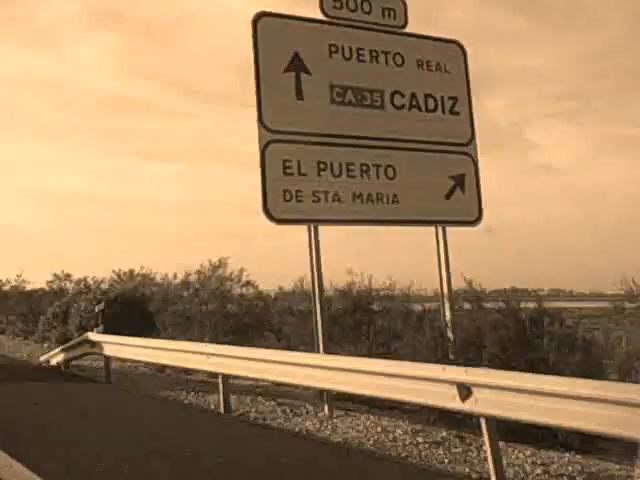 500 m
PUERTO REAL
CA-35 CADIZ
EL PUERTO
DE STA. MARIA